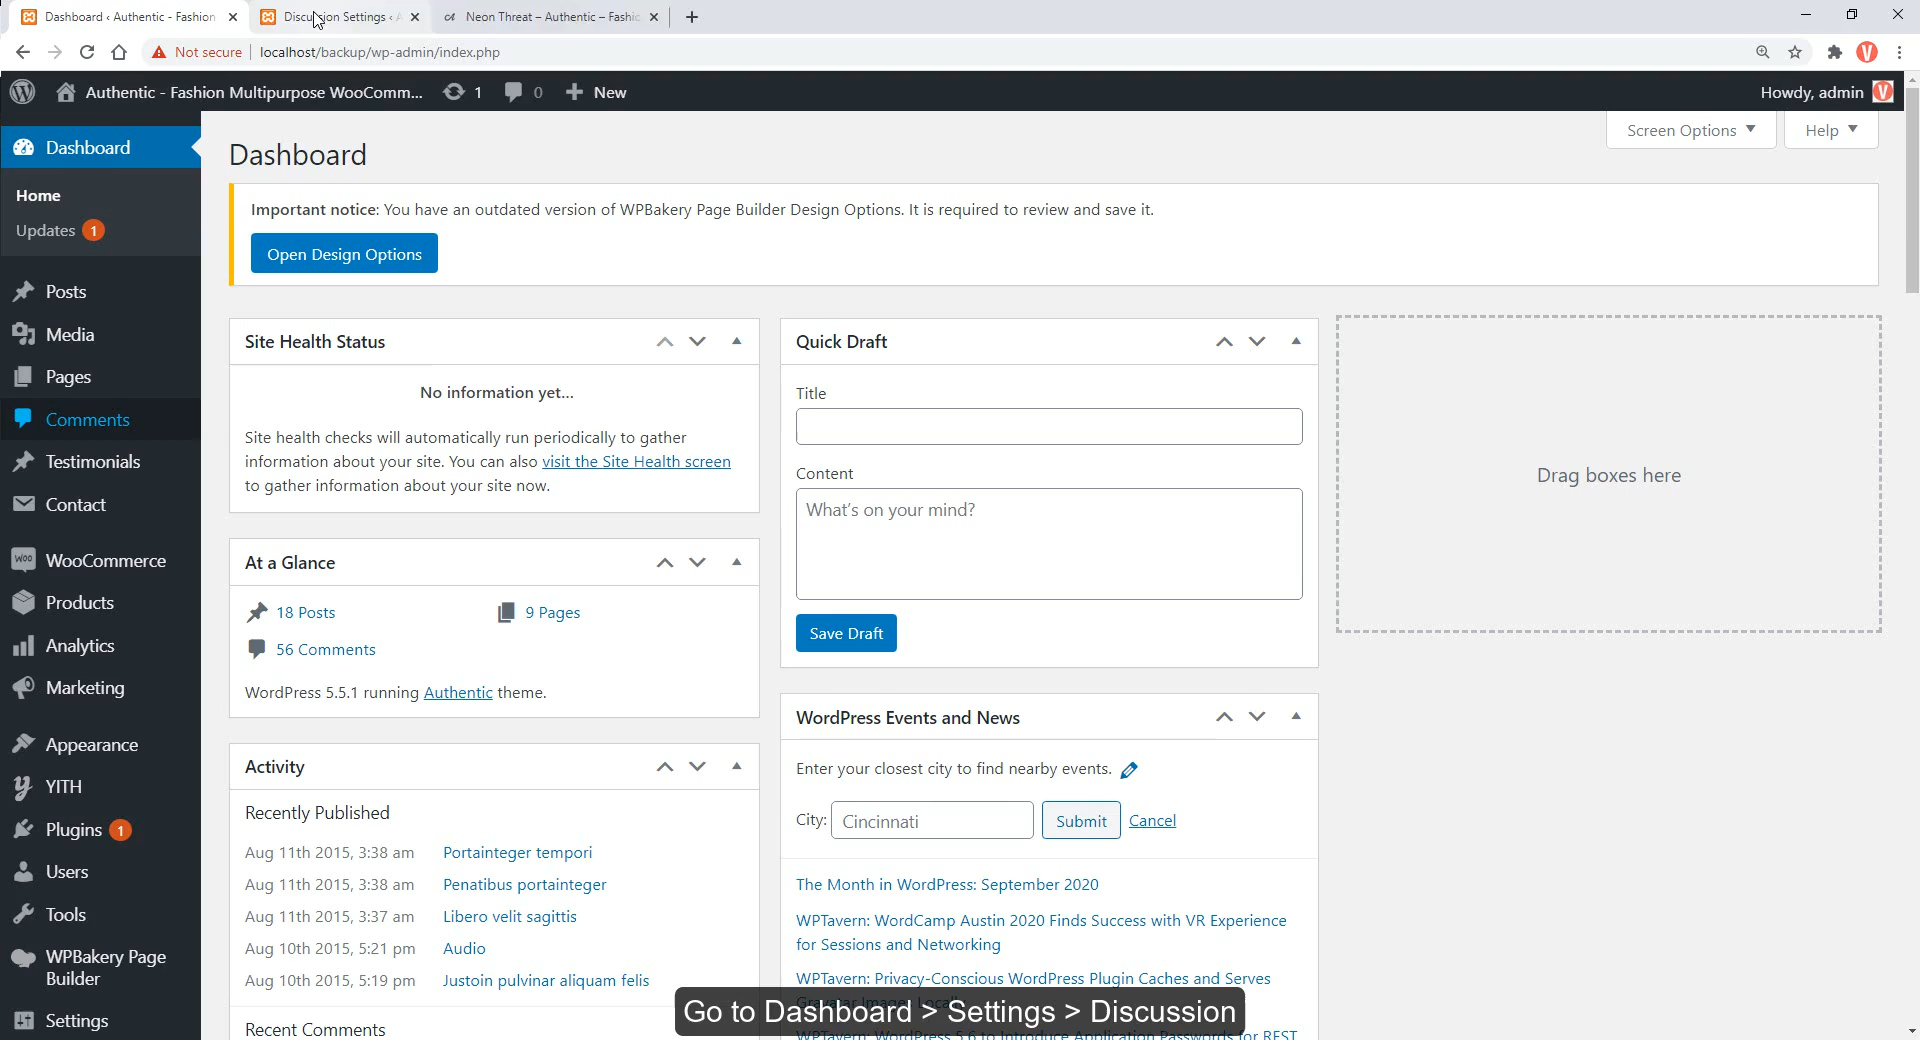 Dashboard ‹ Authentic - Fashion
Discussion Settings ‹ A
Neon Threat – Authentic – Fashio
Not secure
localhost/backup/wp-admin/index.php
Authentic - Fashion Multipurpose WooComm...
1
0
New
Howdy, admin
Screen Options
Help
Dashboard
Home
Updates 1
Posts
Media
Pages
Comments
Testimonials
Contact
WooCommerce
Products
Analytics
Marketing
Appearance
YITH
Plugins 1
Users
Tools
WPBakery Page
Builder
Settings
Dashboard
Important notice: You have an outdated version of WPBakery Page Builder Design Options. It is required to review and save it.
Open Design Options
Site Health Status
No information yet...
Site health checks will automatically run periodically to gather
information about your site. You can also visit the Site Health screen
to gather information about your site now.
At a Glance
18 Posts
9 Pages
56 Comments
WordPress 5.5.1 running Authentic theme.
Activity
Recently Published
Aug 11th 2015, 3:38 am Portainteger tempori
Aug 11th 2015, 3:38 am Penatibus portainteger
Aug 11th 2015, 3:37 am Libero velit sagittis
Aug 10th 2015, 5:21 pm Audio
Aug 10th 2015, 5:19 pm Justoin pulvinar aliquam felis
Recent Comments
Quick Draft
Title
Content
What's on your mind?
Save Draft
WordPress Events and News
Enter your closest city to find nearby events.
City: Cincinnati Submit Cancel
The Month in WordPress: September 2020
WPTavern: WordCamp Austin 2020 Finds Success with VR Experience
for Sessions and Networking
WPTavern: Privacy-Conscious WordPress Plugin Caches and Serves
Gravatar Images Locally
WPTavern: WordPress 5.6 to Introduce Application Passwords for REST
Drag boxes here
Go to Dashboard > Settings > Discussion